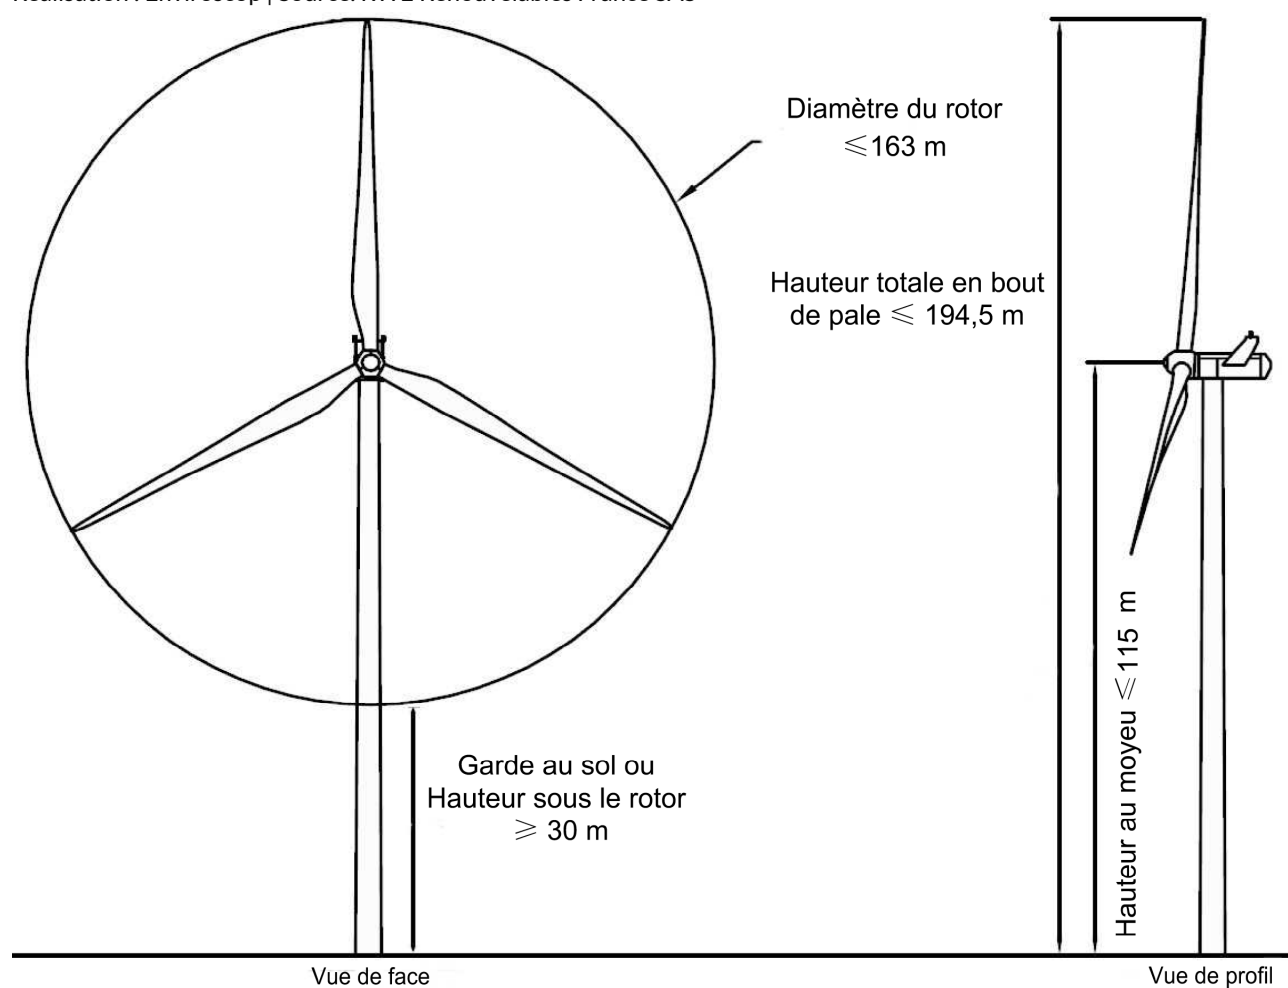 Diamètre du rotor
≤163 m
Hauteur totale en bout
de pale ≤ 194,5 m
Hauteur au moyeu ≤115 m
Garde au sol ou
Hauteur sous le rotor
≥ 30 m
Vue de face
Vue de profil